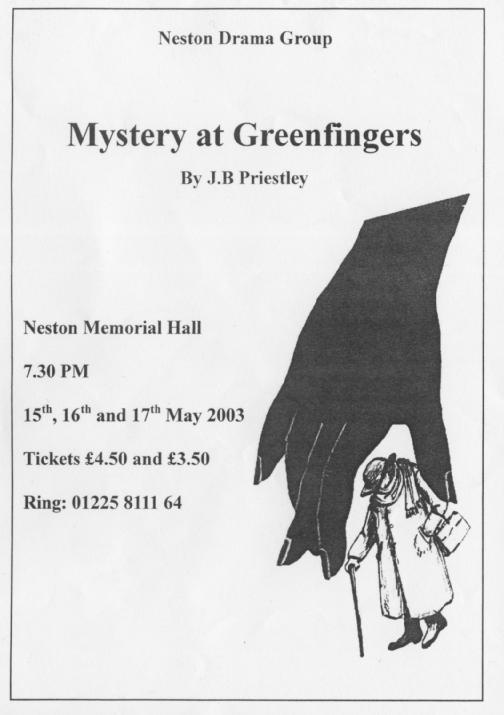 Neston Drama Group
Mystery at Greenfingers
By J.B Priestley
Neston Memorial Hall
7.30 PM
15th, 16th and 17th May 2003
Tickets £4.50 and £3.50
Ring: 01225 8111 64